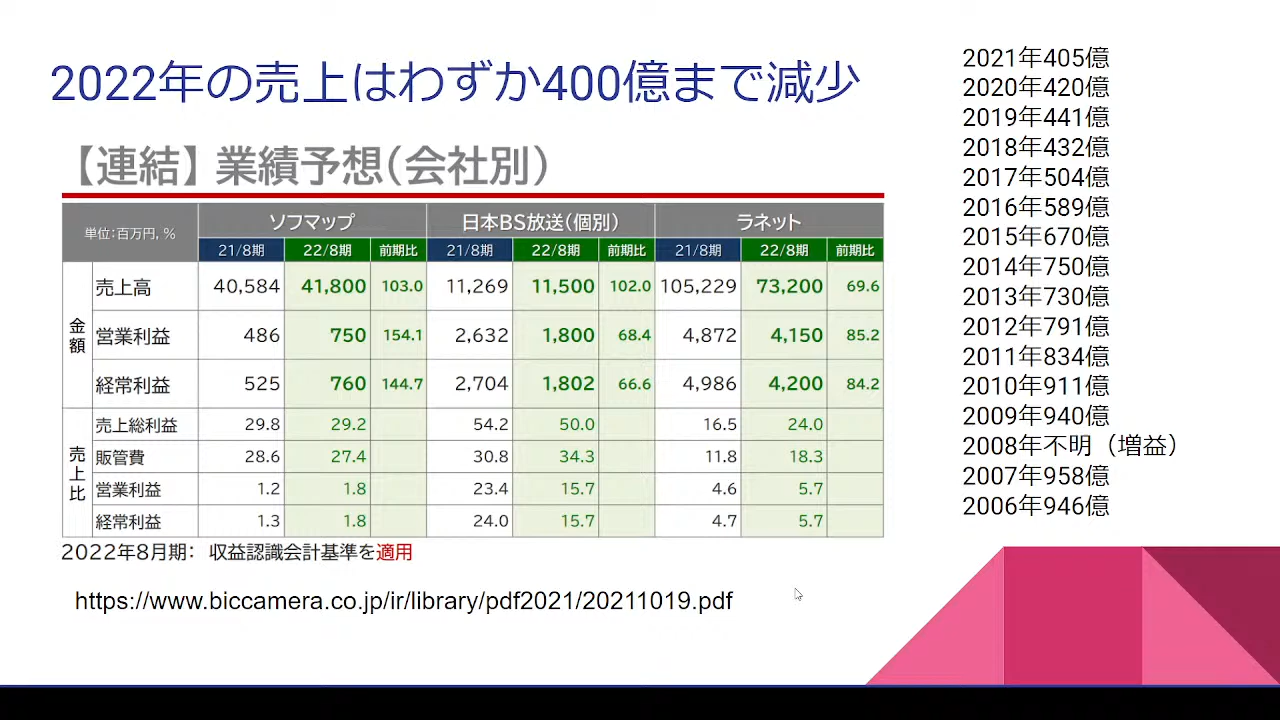 2022年の売上はわずか400億まで減少
【連結】業績予想(会社別)
単位:百万円, % ソフマップ 日本BS放送(個別) ラネット
21/8期 22/8期 前期比 21/8期 22/8期 前期比 21/8期 22/8期 前期比
金額
売上高 40,584 41,800 103.0 11,269 11,500 102.0 105,229 73,200 69.6
営業利益 486 750 154.1 2,632 1,800 68.4 4,872 4,150 85.2
経常利益 525 760 144.7 2,704 1,802 66.6 4,986 4,200 84.2
売上比
売上総利益 29.8 29.2 54.2 50.0 16.5 24.0
販管費 28.6 27.4 30.8 34.3 11.8 18.3
営業利益 1.2 1.8 23.4 15.7 4.6 5.7
経常利益 1.3 1.8 24.0 15.7 4.7 5.7
2022年8月期: 収益認識会計基準を適用
https://www.biccamera.co.jp/ir/library/pdf2021/20211019.pdf
2021年405億
2020年420億
2019年441億
2018年432億
2017年504億
2016年589億
2015年670億
2014年750億
2013年730億
2012年791億
2011年834億
2010年911億
2009年940億
2008年不明（増益）
2007年958億
2006年946億